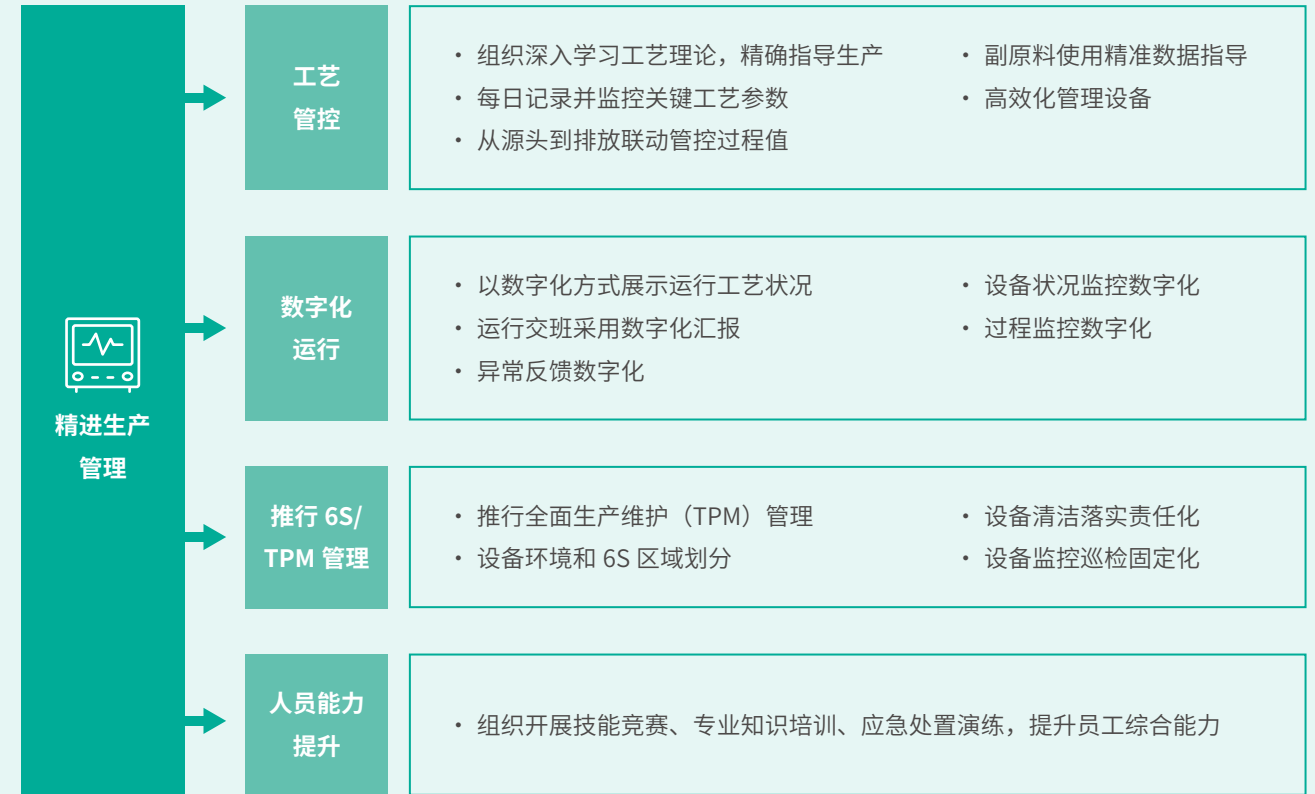 精进生产
管理
工艺
管控
· 组织深入学习工艺理论，精确指导生产
· 每日记录并监控关键工艺参数
· 从源头到排放联动管控过程值
· 副原料使用精准数据指导
· 高效化管理设备
数字化
运行
· 以数字化方式展示运行工艺状况
· 运行交班采用数字化汇报
· 异常反馈数字化
· 设备状况监控数字化
· 过程监控数字化
推行 6S/
TPM 管理
· 推行全面生产维护（TPM）管理
· 设备环境和 6S 区域划分
· 设备清洁落实责任化
· 设备监控巡检固定化
人员能力
提升
· 组织开展技能竞赛、专业知识培训、应急处置演练，提升员工综合能力